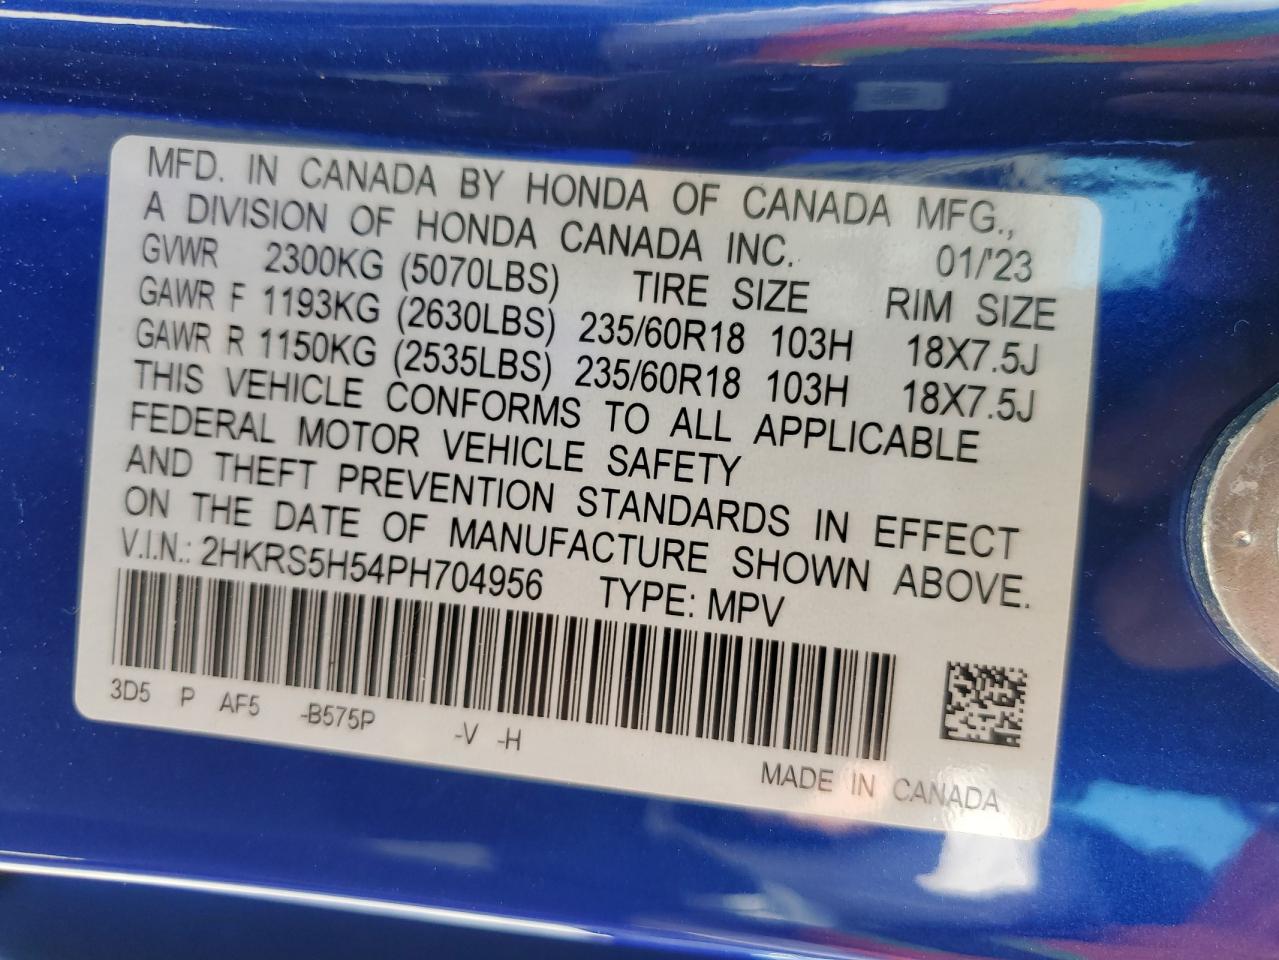 MFD. IN CANADA BY HONDA OF CANADA MFG.,
A DIVISION OF HONDA CANADA INC. 01/'23
GVWR 2300KG (5070LBS) TIRE SIZE RIM SIZE
GAWR F 1193KG (2630LBS) 235/60R18 103H 18X7.5J
GAWR R 1150KG (2535LBS) 235/60R18 103H 18X7.5J
THIS VEHICLE CONFORMS TO ALL APPLICABLE
FEDERAL MOTOR VEHICLE SAFETY
AND THEFT PREVENTION STANDARDS IN EFFECT
ON THE DATE OF MANUFACTURE SHOWN ABOVE.
V.I.N.: 2HKRS5H54PH704956 TYPE: MPV
3D5 P AF5 -B575P -V -H
MADE IN CANADA